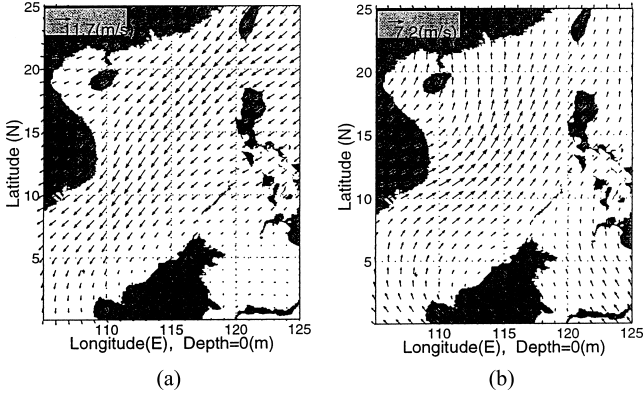 25
11.7(m/s)
20
15
10
5
Latitude (N)
110 115 120 125
Longitude(E), Depth=0(m)
(a)
25
7.2(m/s)
20
15
10
5
Latitude (N)
110 115 120 125
Longitude(E), Depth=0(m)
(b)